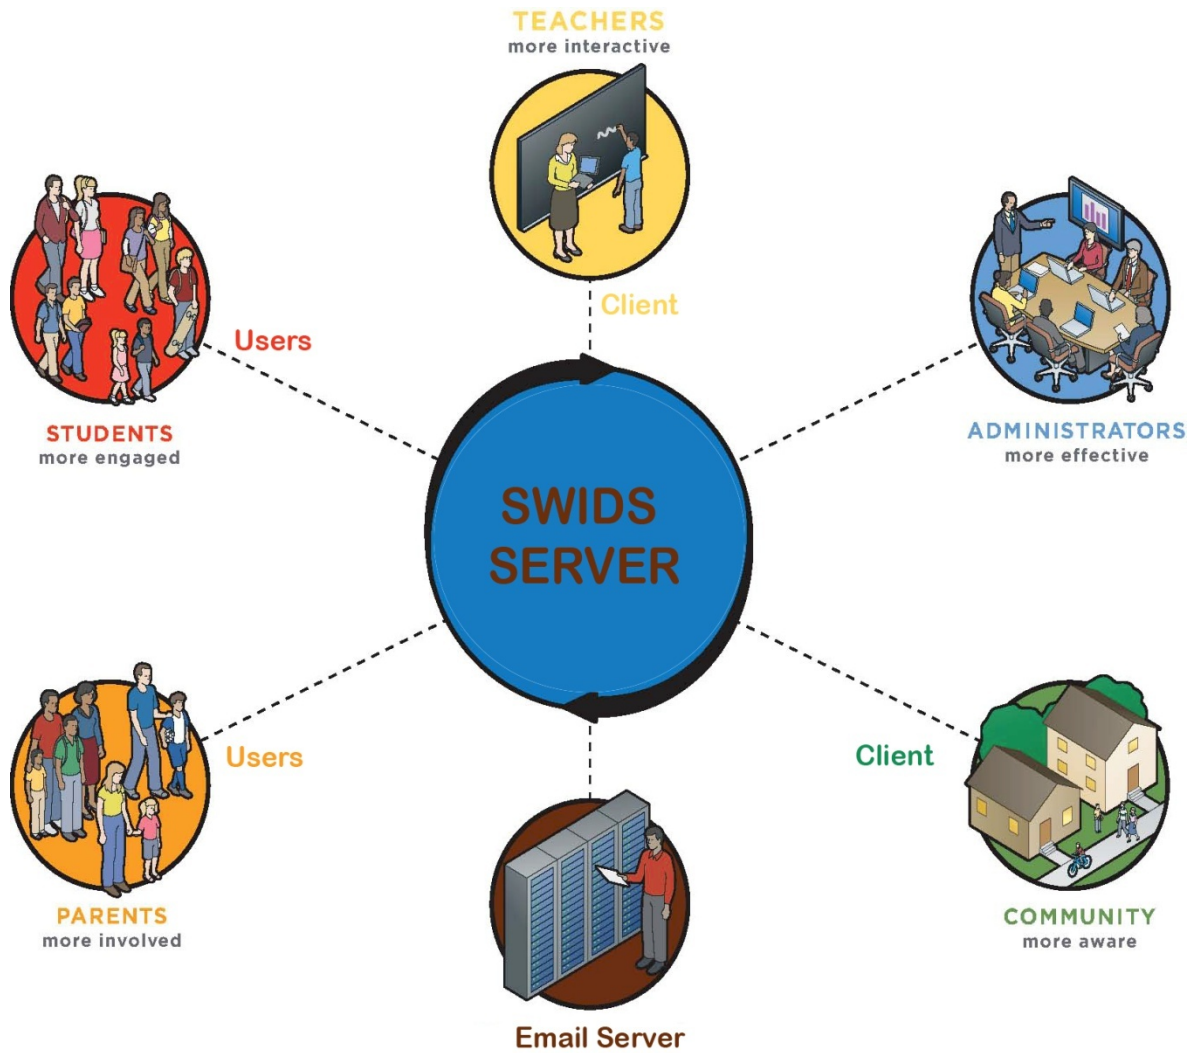 TEACHERS
more interactive
Client
Users
STUDENTS
more engaged
ADMINISTRATORS
more effective
SWIDS
SERVER
Users
Client
PARENTS
more involved
COMMUNITY
more aware
Email Server